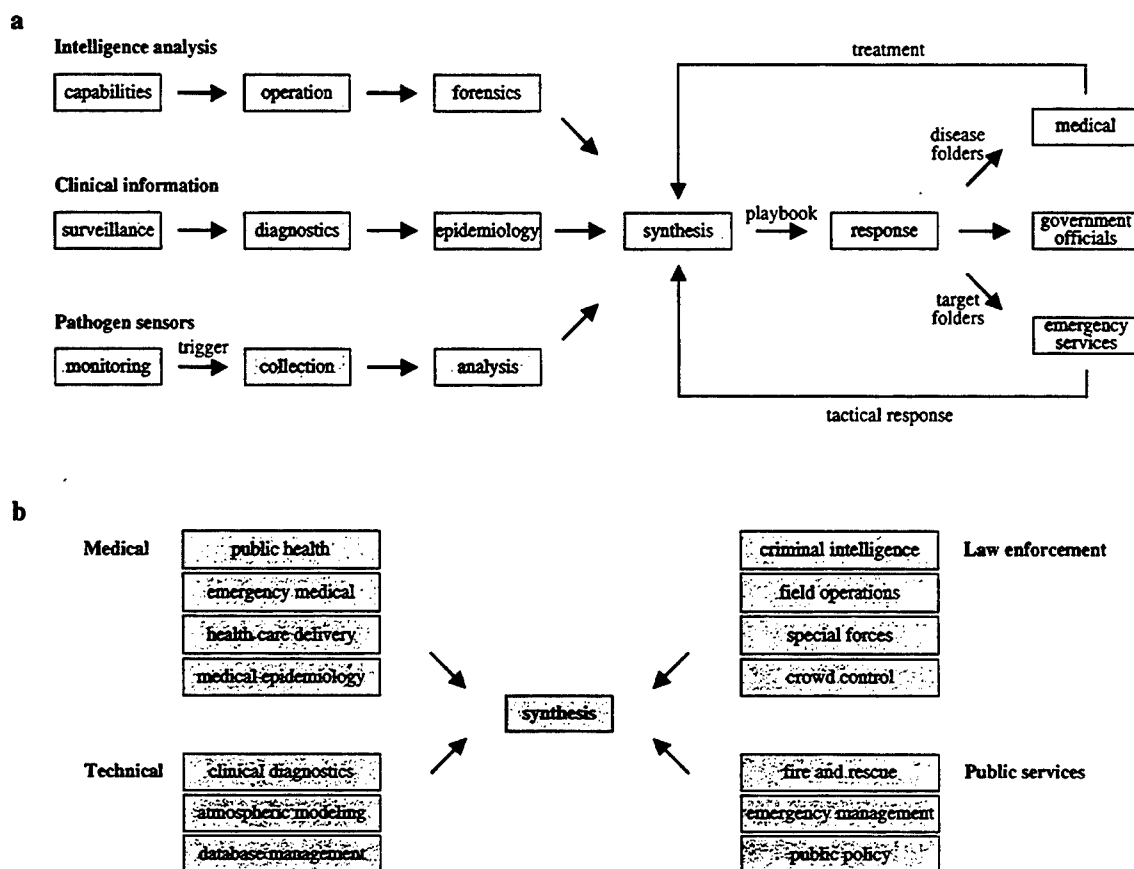 a
Intelligence analysis
capabilities
operation
forensics
treatment
medical
disease
folders
Clinical information
surveillance
diagnostics
epidemiology
synthesis
playbook
response
government
officials
target
folders
emergency
services
Pathogen sensors
monitoring
trigger
collection
analysis
tactical response
b
Medical
public health
emergency medical
health care delivery
medical epidemiology
criminal intelligence
Law enforcement
field operations
special forces
crowd control
synthesis
Technical
clinical diagnostics
atmospheric modeling
database management
fire and rescue
Public services
emergency management
public policy